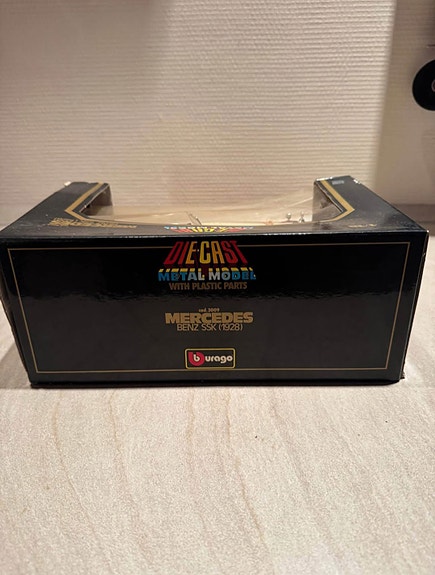 DIE-CAST
METAL MODEL
WITH PLASTIC PARTS
cod. 3009
MERCEDES
BENZ SSK (1928)
burago